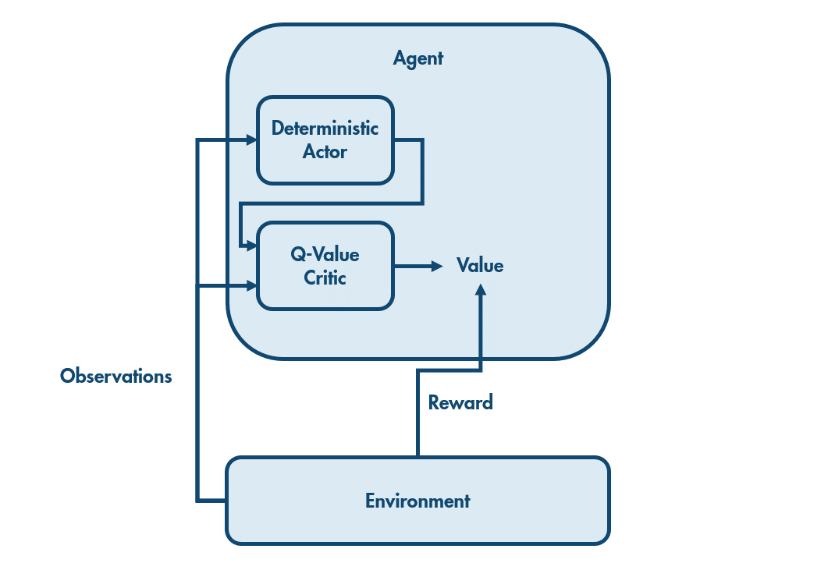 Agent
Deterministic
Actor
Q-Value
Critic
Value
Observations
Reward
Environment